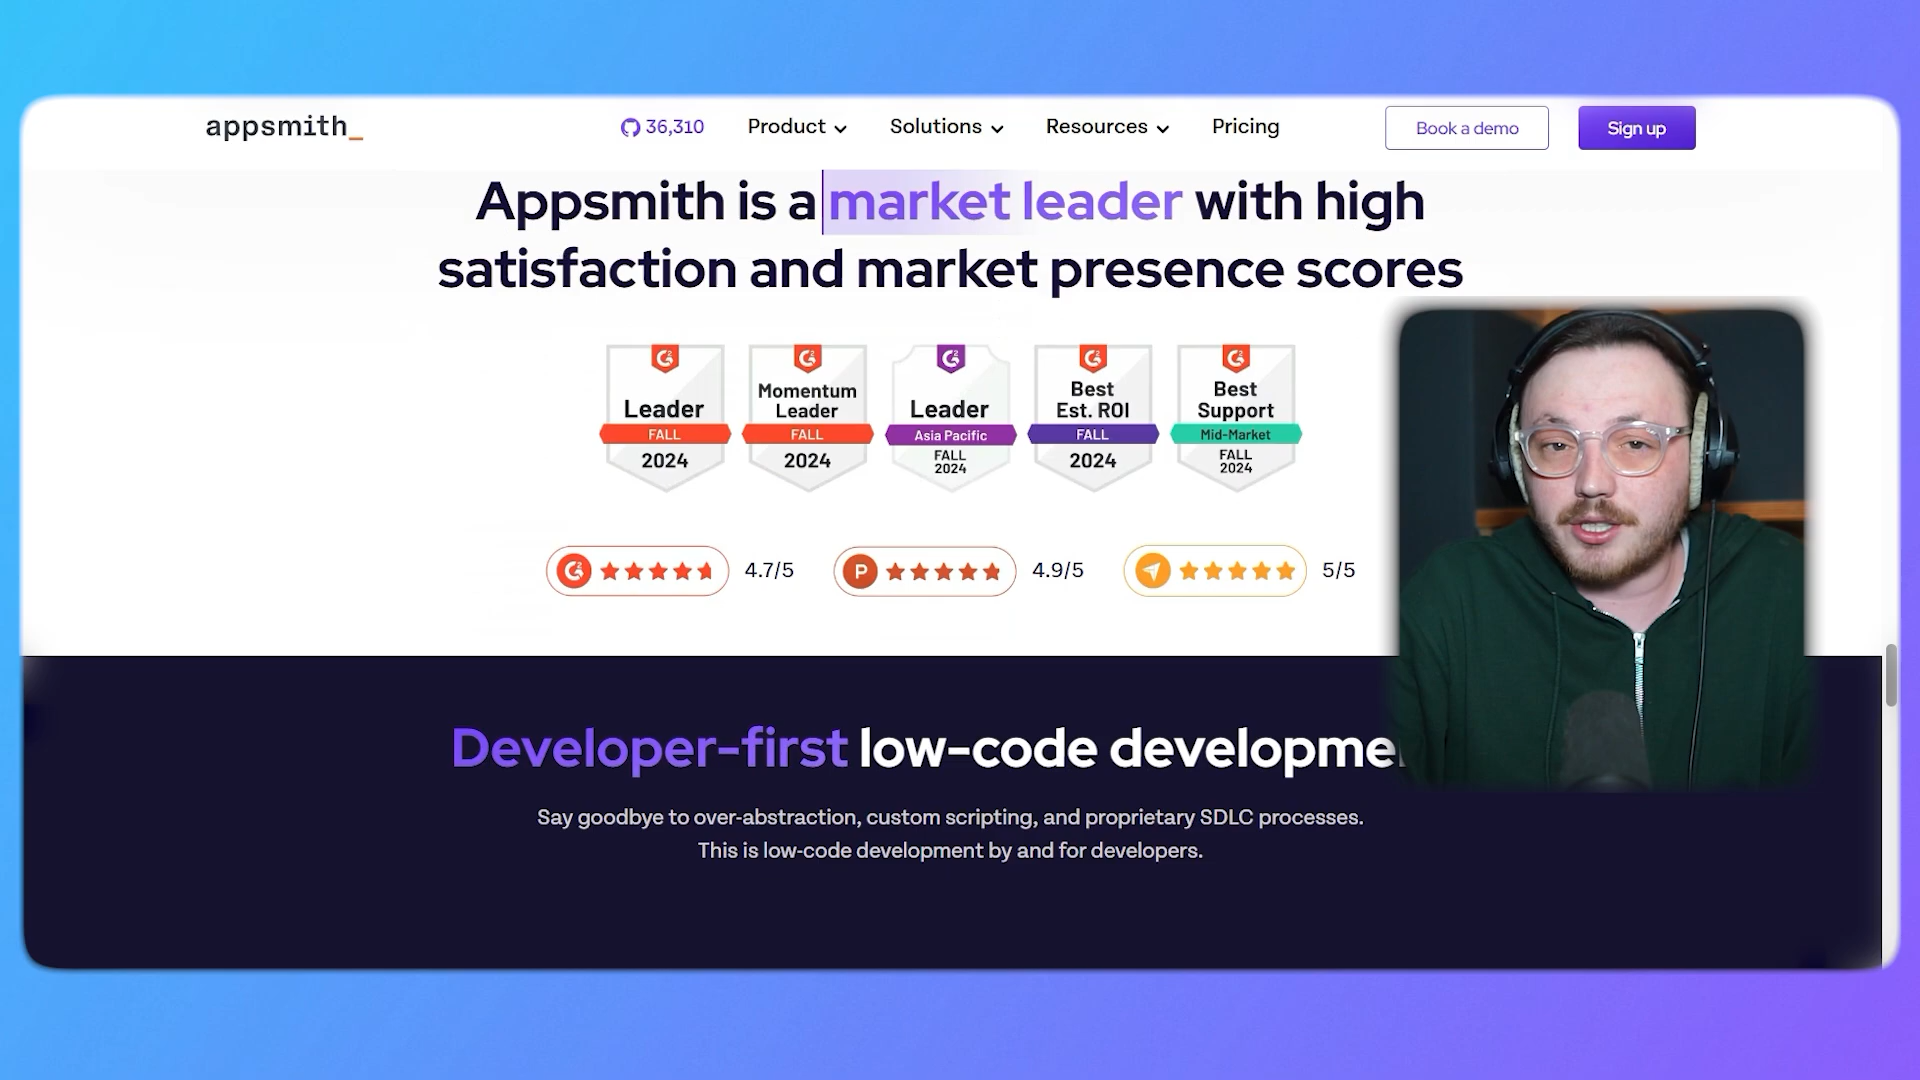 appsmith_
36,310
Product
Solutions
Resources
Pricing
Book a demo
Sign up
Appsmith is a market leader with high
satisfaction and market presence scores
Leader
FALL
2024
Momentum
Leader
FALL
2024
Leader
Asia Pacific
FALL
2024
Best
Est. ROI
FALL
2024
Best
Support
Mid-Market
FALL
2024
4.7/5
P
4.9/5
5/5
Developer-first low-code developme
Say goodbye to over-abstraction, custom scripting, and proprietary SDLC processes.
This is low-code development by and for developers.